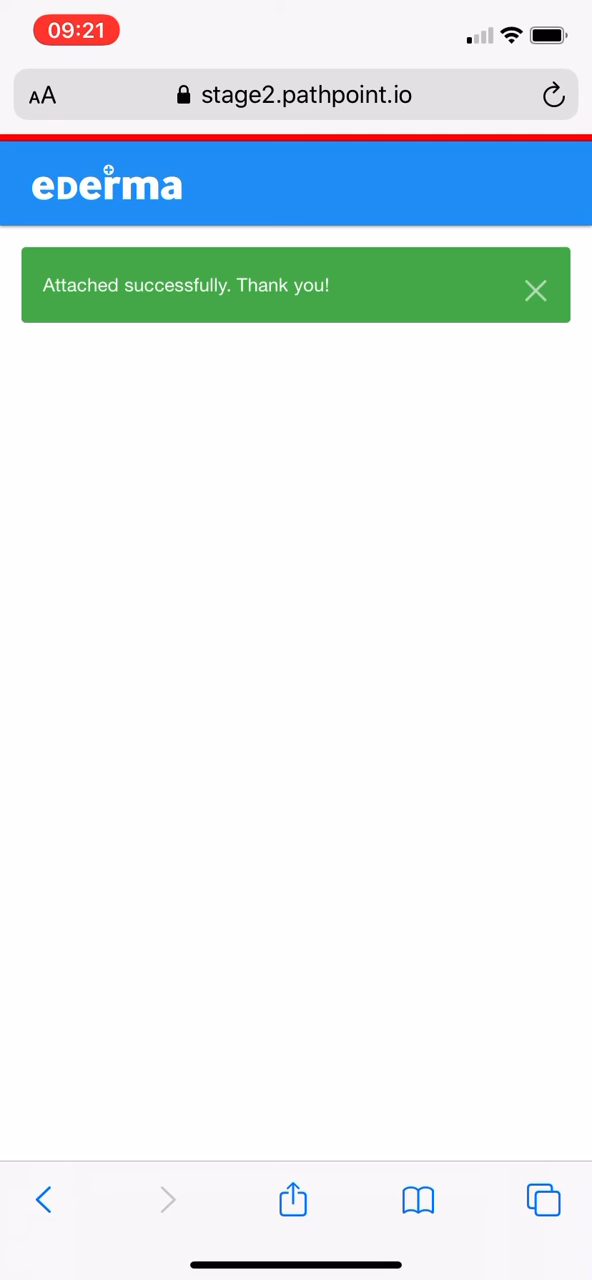 09:21
AA
stage2.pathpoint.io
eDerma
Attached successfully. Thank you!